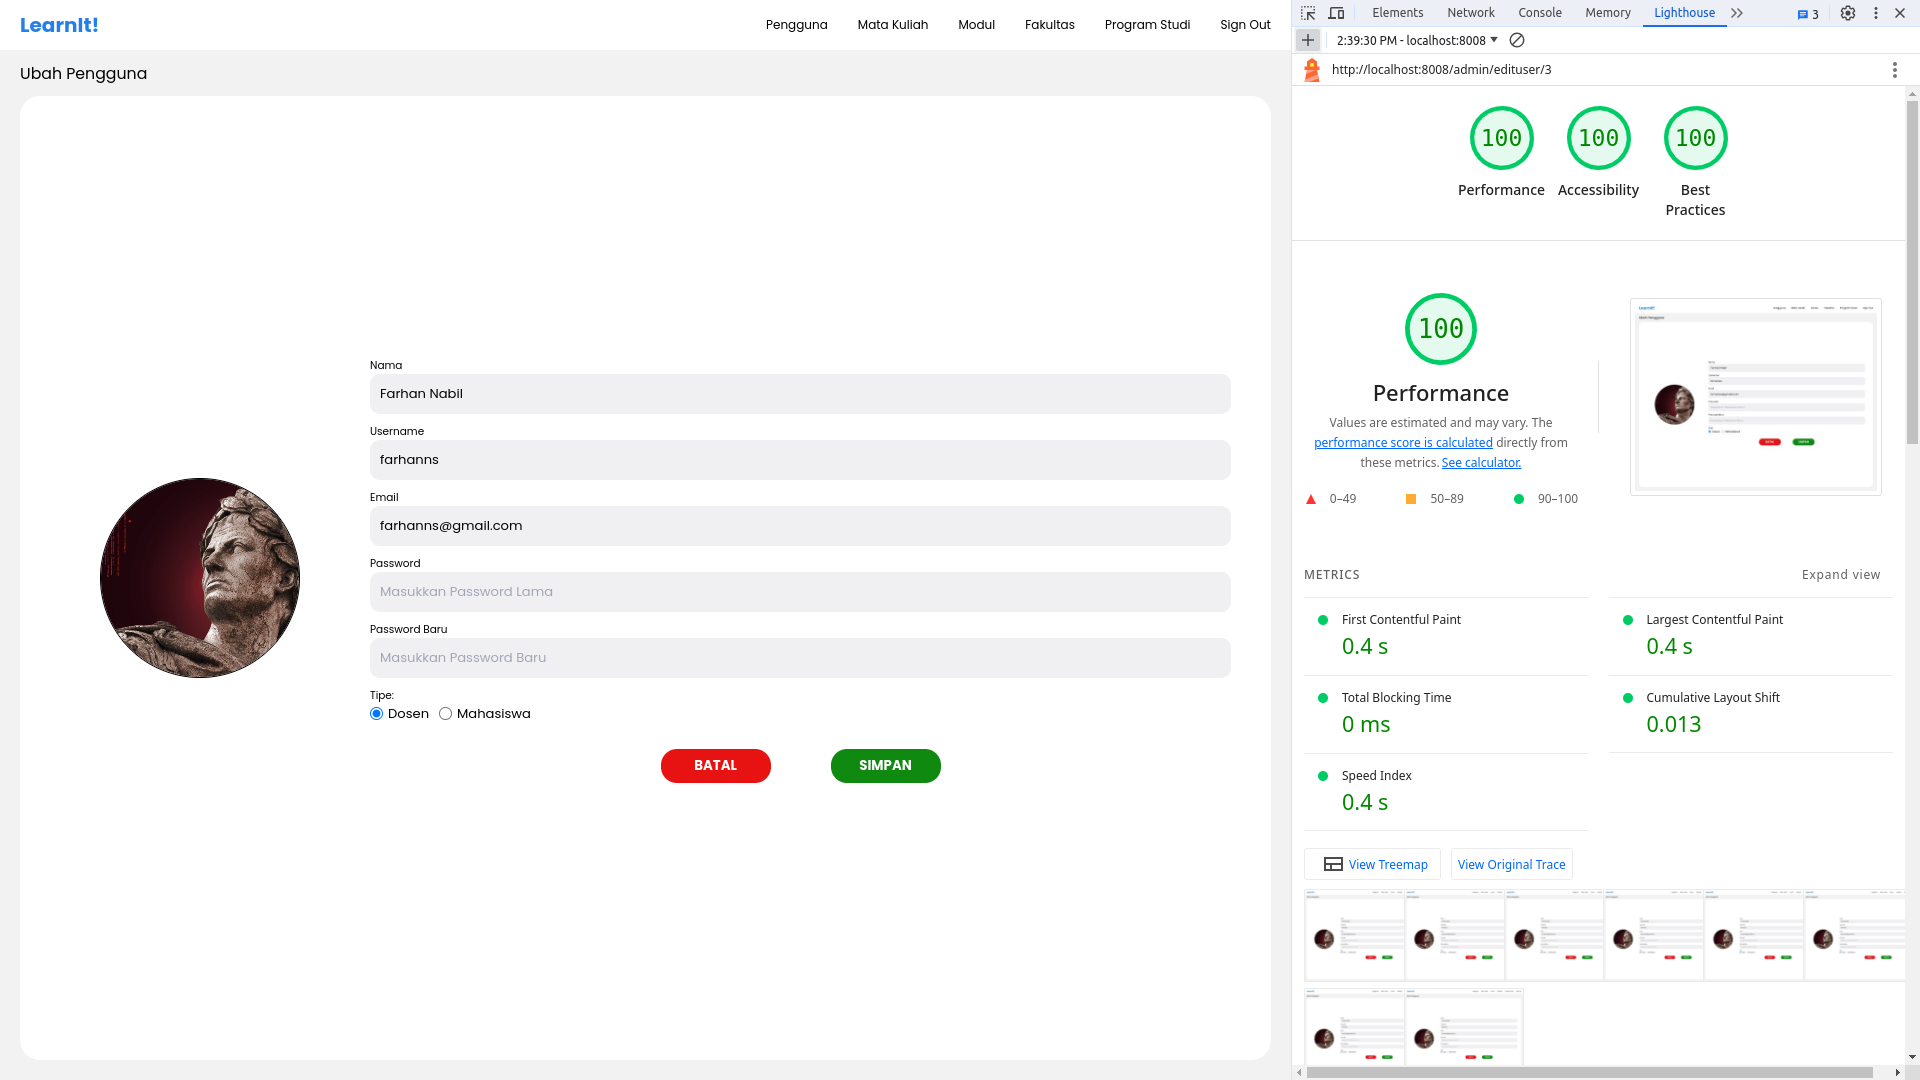 LearnIt!
Pengguna
Mata Kuliah
Modul
Fakultas
Program Studi
Sign Out
Ubah Pengguna
Nama
Farhan Nabil
Username
farhanns
Email
farhanns@gmail.com
Password
Masukkan Password Lama
Password Baru
Masukkan Password Baru
Tipe:
Dosen
Mahasiswa
BATAL
SIMPAN
Elements
Network
Console
Memory
Lighthouse
3
2:39:30 PM - localhost:8008
http://localhost:8008/admin/edituser/3
100
100
100
Performance
Accessibility
Best
Practices
100
Performance
Values are estimated and may vary. The
performance score is calculated directly from
these metrics. See calculator.
0–49
50–89
90–100
METRICS
Expand view
First Contentful Paint
0.4 s
Largest Contentful Paint
0.4 s
Total Blocking Time
0 ms
Cumulative Layout Shift
0.013
Speed Index
0.4 s
View Treemap
View Original Trace